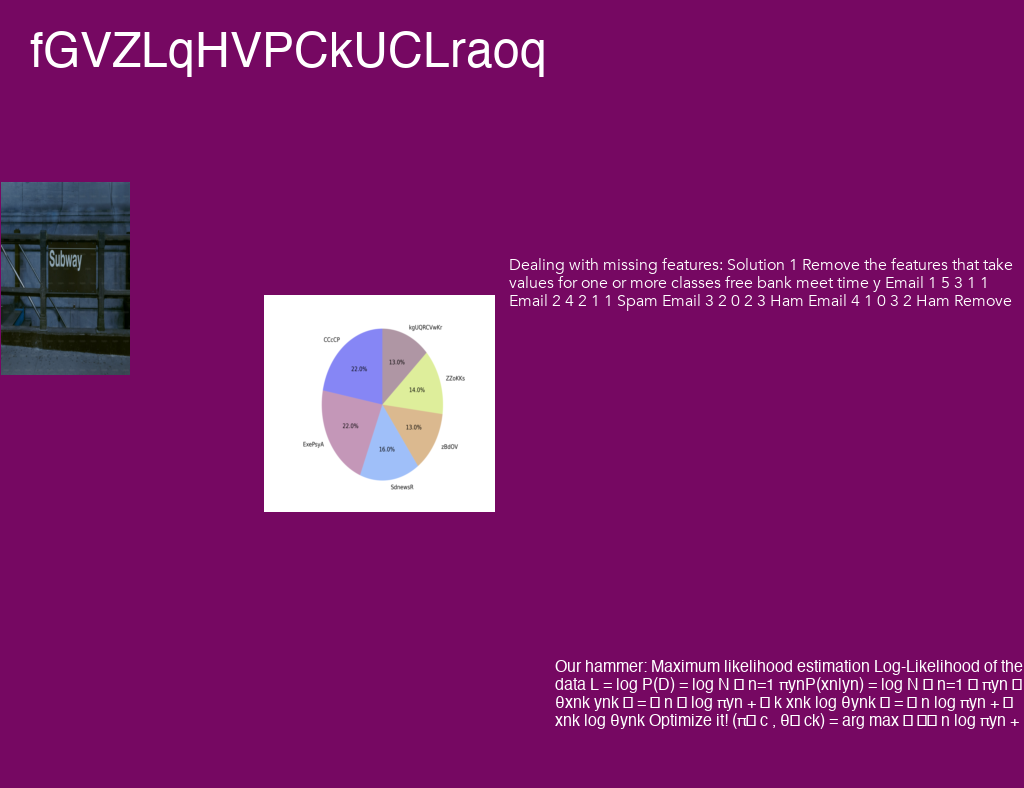 fGVZLqHVPCkUCLraoq
Subway
Dealing with missing features: Solution 1 Remove the features that take
values for one or more classes free bank meet time y Email 1 5 3 1 1
Email 2 4 2 1 1 Spam Email 3 2 0 2 3 Ham Email 4 1 0 3 2 Ham Remove
kgUQRCVwKr
CCcCP
13.0%
22.0%
ZZoKKs
14.0%
22.0%
13.0%
ExePsyA
zBdOV
16.0%
SdnewsR
Our hammer: Maximum likelihood estimation Log-Likelihood of the
data L = log P(D) = log N � n=1 πynP(xn|yn) = log N � n=1 � πyn �
θxnk ynk � = � n � log πyn + � k xnk log θynk � = � n log πyn + �
xnk log θynk Optimize it! (π� c , θ� ck) = arg max � �� n log πyn +